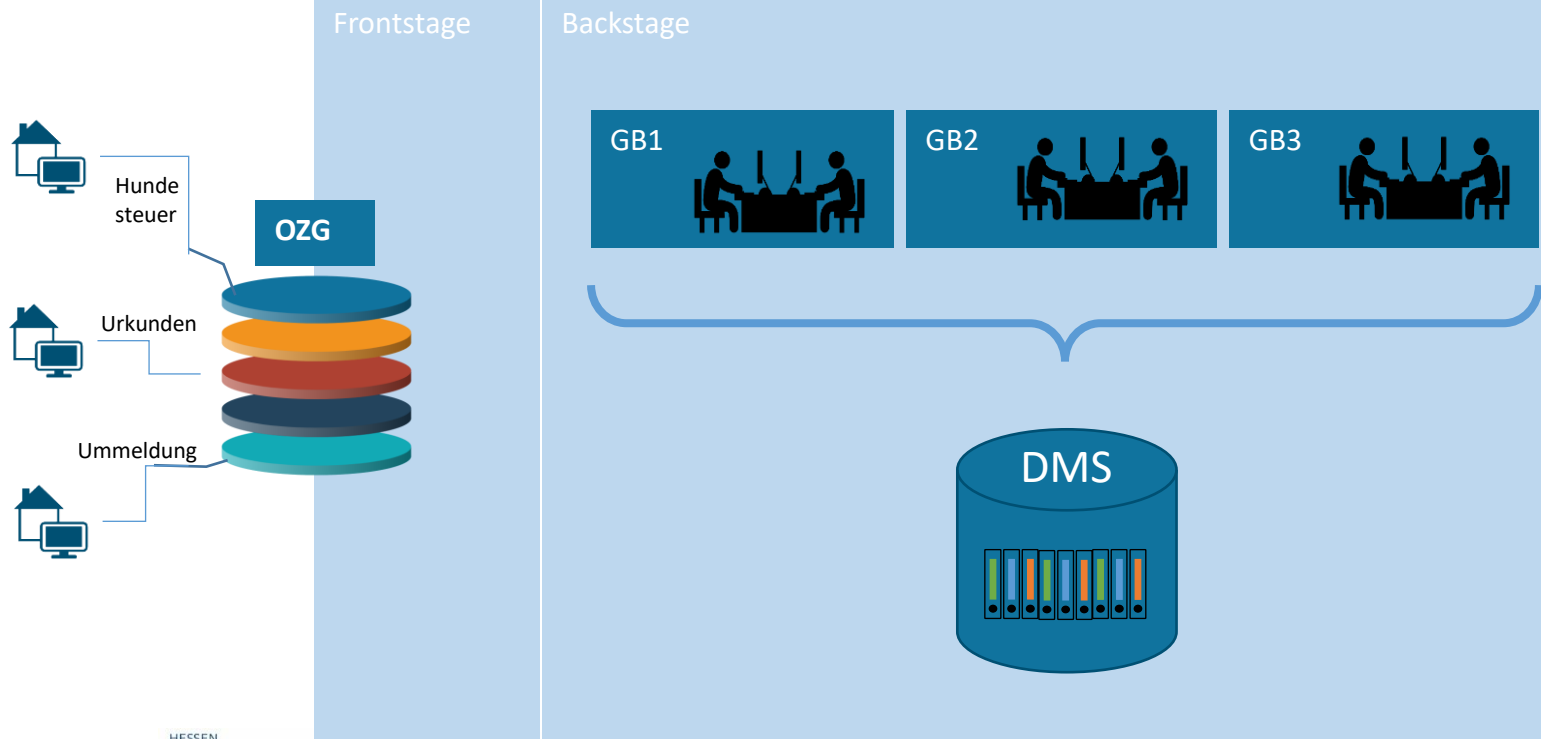 Frontstage
Backstage
GB1
GB2
GB3
Hunde
steuer
OZG
Urkunden
Ummeldung
DMS
HESSEN